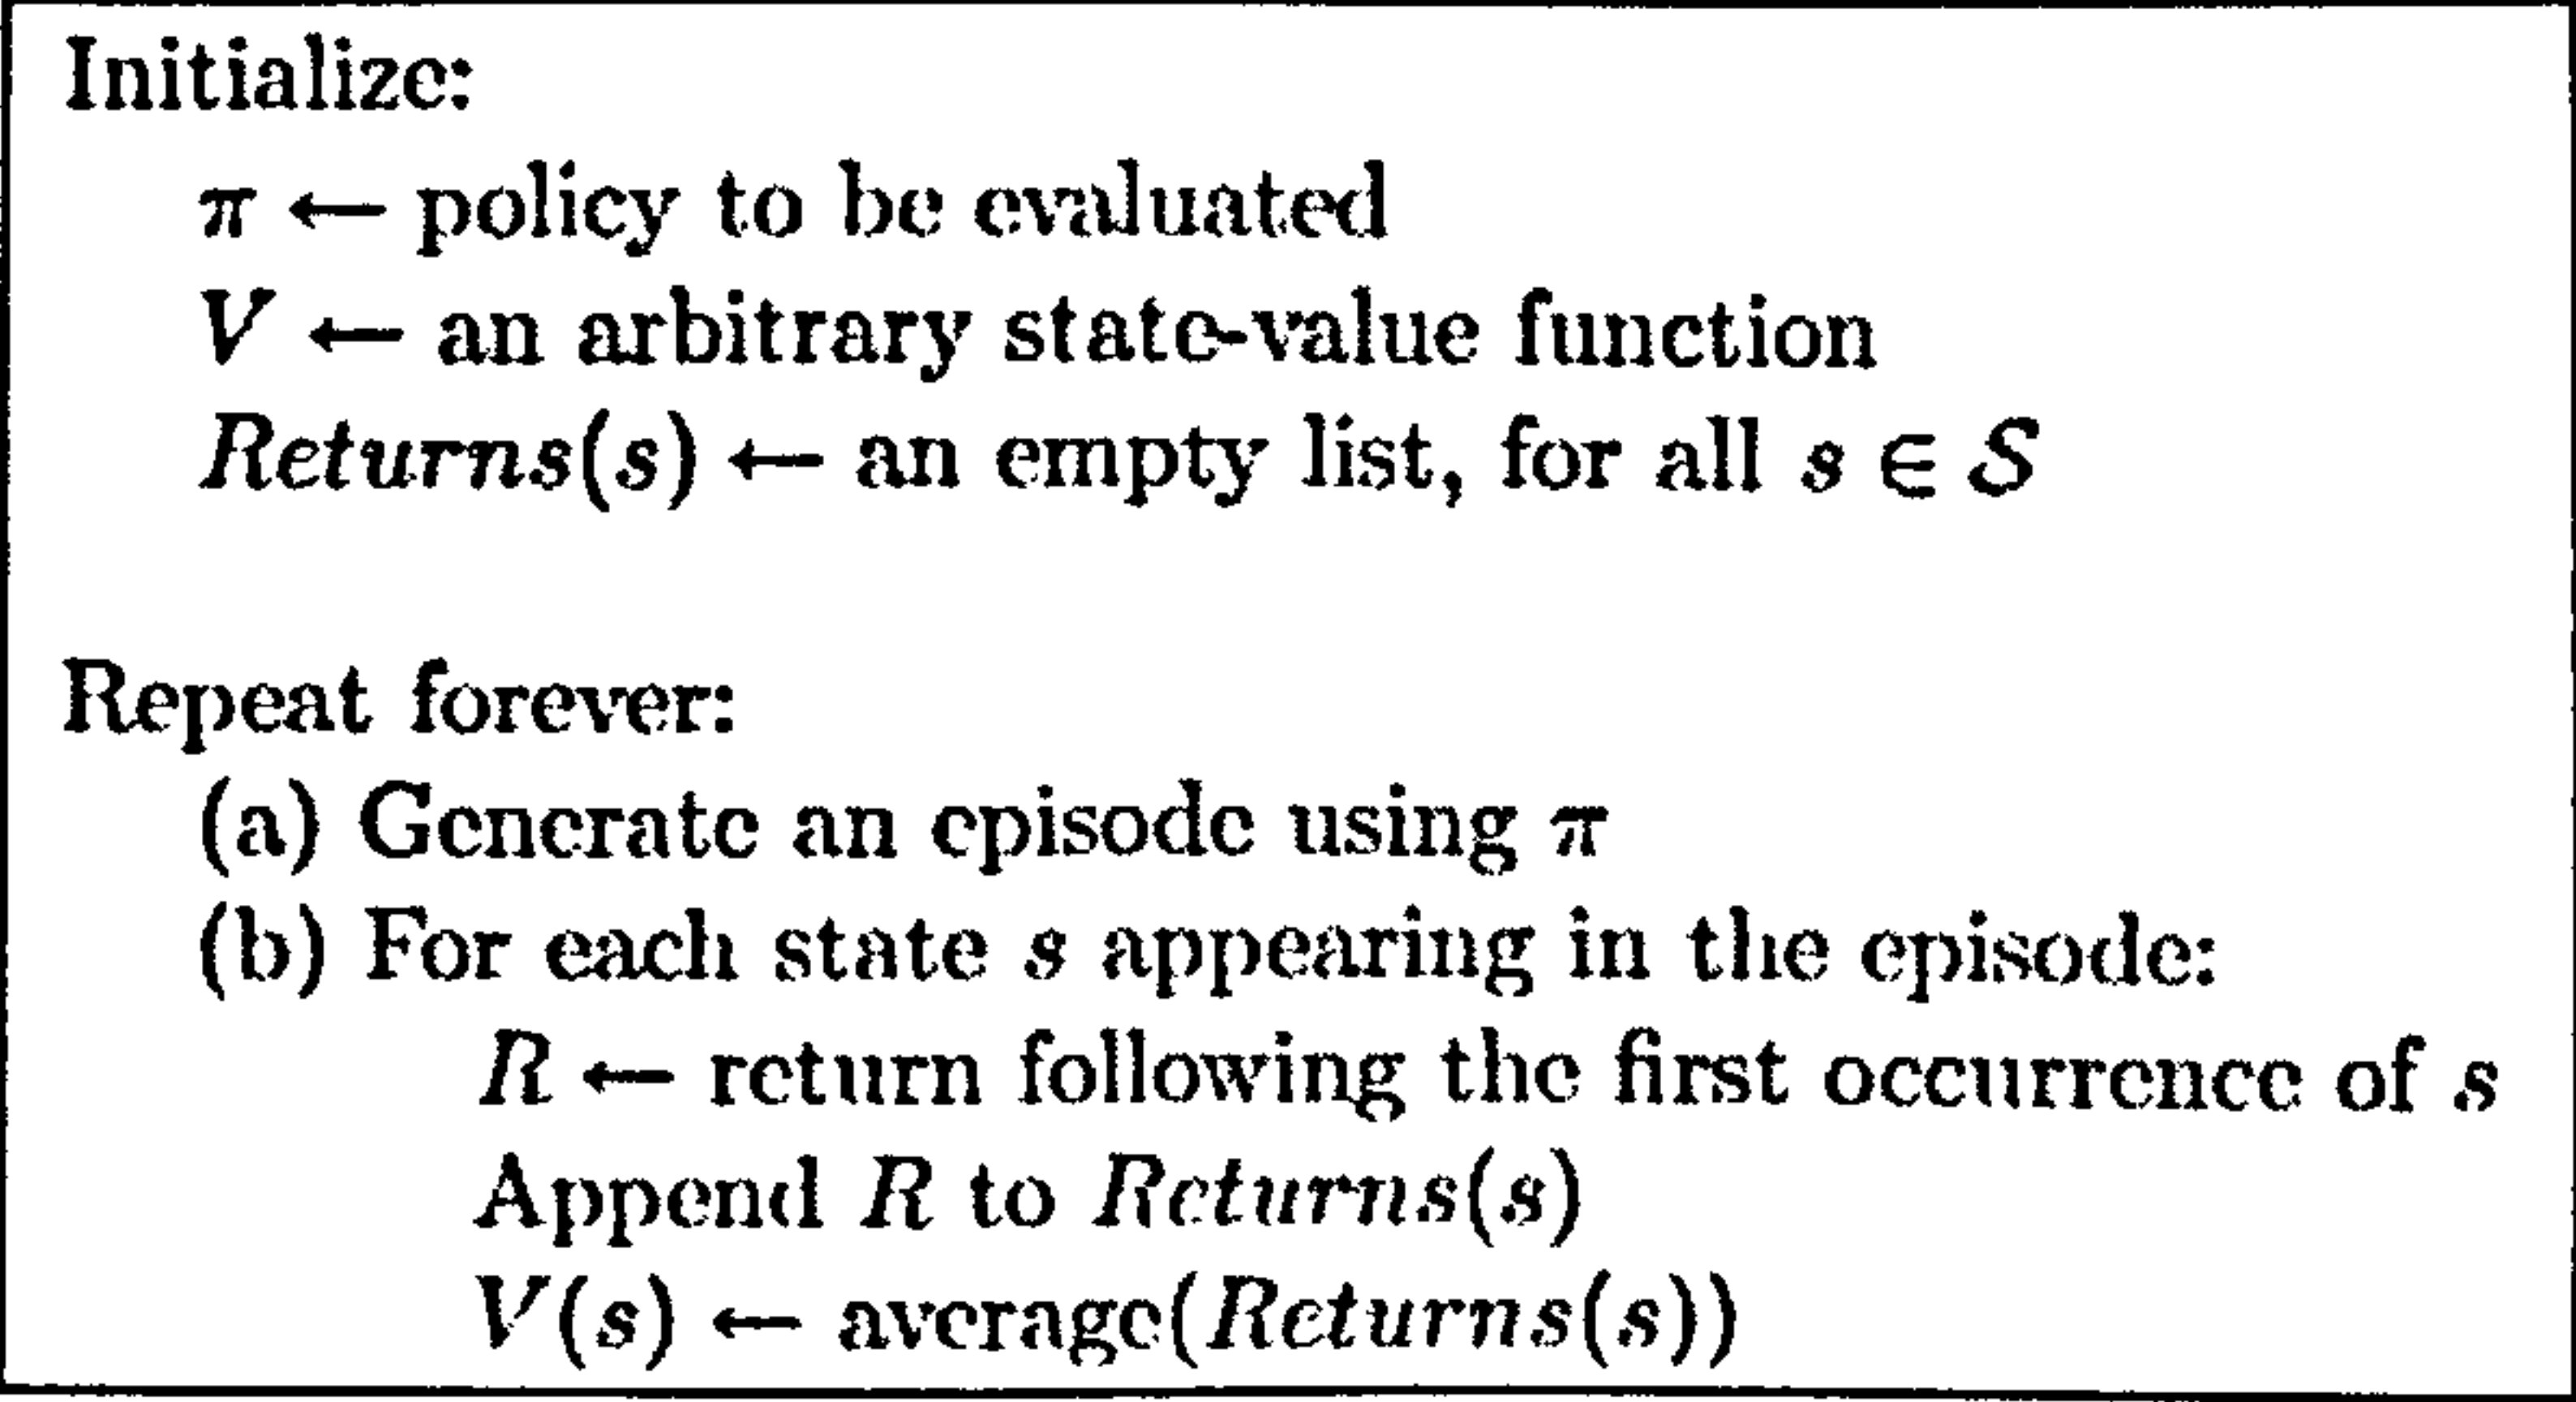 Initialize:
π ← policy to be evaluated
V ← an arbitrary state-value function
Returns(s) ← an empty list, for all s ∈ S
Repeat forever:
(a) Generate an episode using π
(b) For each state s appearing in the episode:
R ← return following the first occurrence of s
Append R to Returns(s)
V(s) ← average(Returns(s))